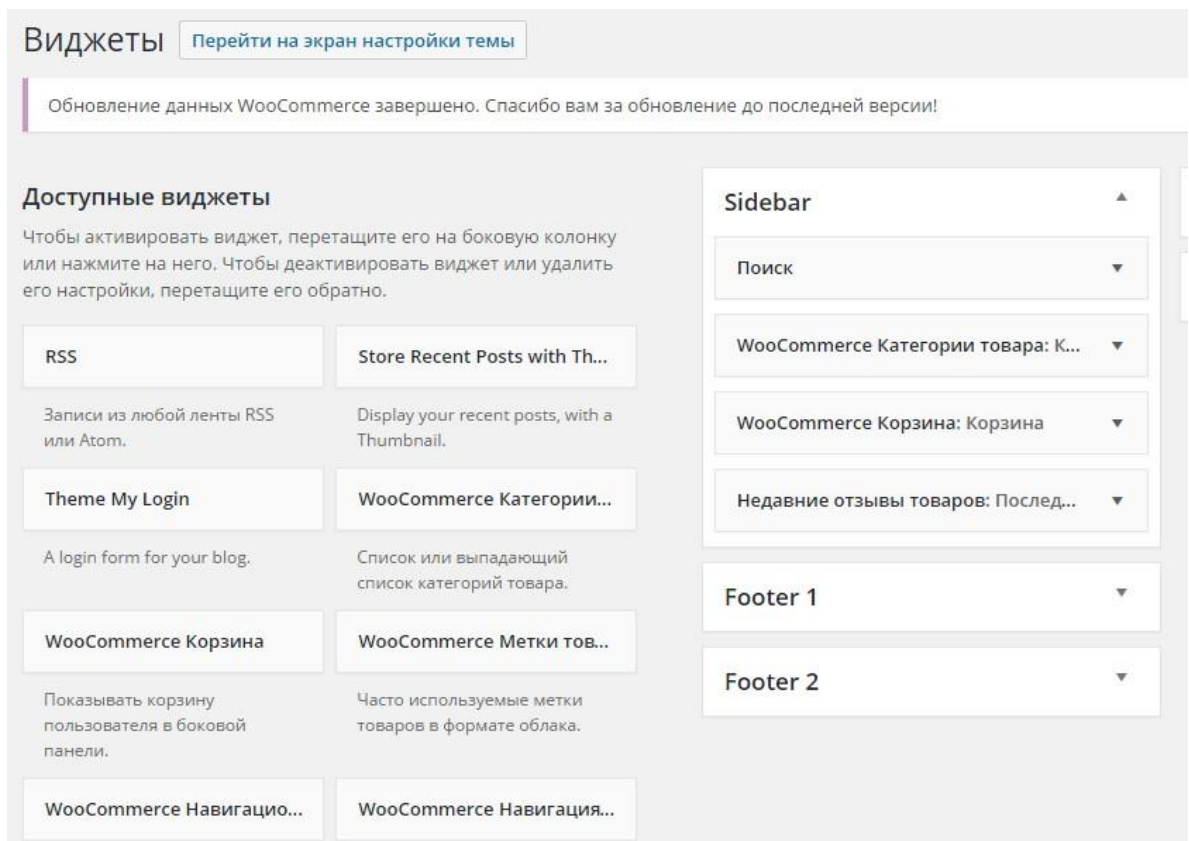 Виджеты
Перейти на экран настройки темы
Обновление данных WooCommerce завершено. Спасибо вам за обновление до последней версии!
Доступные виджеты
Чтобы активировать виджет, перетащите его на боковую колонку
или нажмите на него. Чтобы деактивировать виджет или удалить
его настройки, перетащите его обратно.
RSS
Записи из любой ленты RSS
или Atom.
Store Recent Posts with Th...
Display your recent posts, with a
Thumbnail.
Theme My Login
A login form for your blog.
WooCommerce Категории...
Список или выпадающий
список категорий товара.
WooCommerce Корзина
Показывать корзину
пользователя в боковой
панели.
WooCommerce Метки тов...
Часто используемые метки
товаров в формате облака.
WooCommerce Навигацио...
WooCommerce Навигация...
Sidebar
Поиск
WooCommerce Категории товара: К...
WooCommerce Корзина: Корзина
Недавние отзывы товаров: Послед...
Footer 1
Footer 2